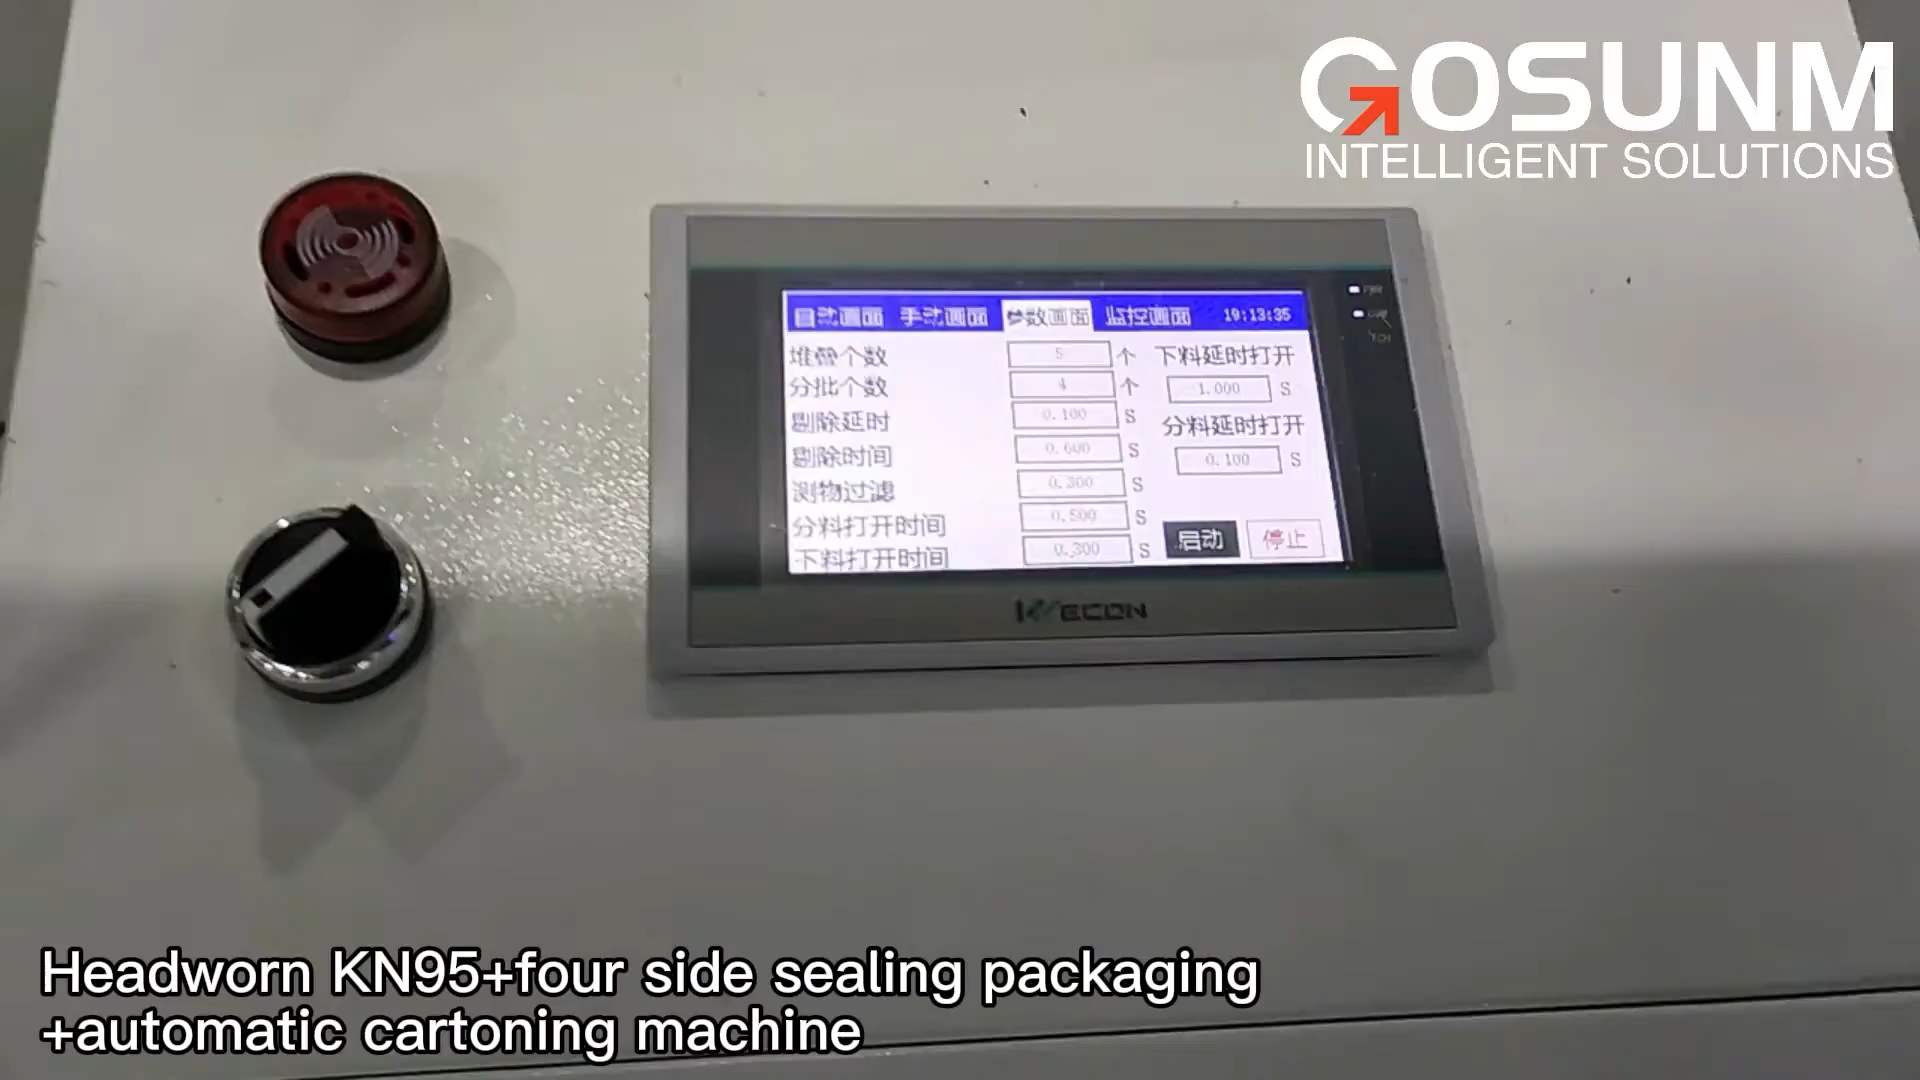 GOSUNM
INTELLIGENT SOLUTIONS
自动画面 手动画面 参数画面 监控画面 19:13:35
堆叠个数 5 个
分批个数 4 个
剔除延时 0.100 S
剔除时间 0.600 S
测物过滤 0.300 S
分料打开时间 0.500 S
下料打开时间 0.300 S
下料延时打开
1.000 S
分料延时打开
0.100 S
启动 停止
WECON
Headworn KN95+four side sealing packaging
+automatic cartoning machine